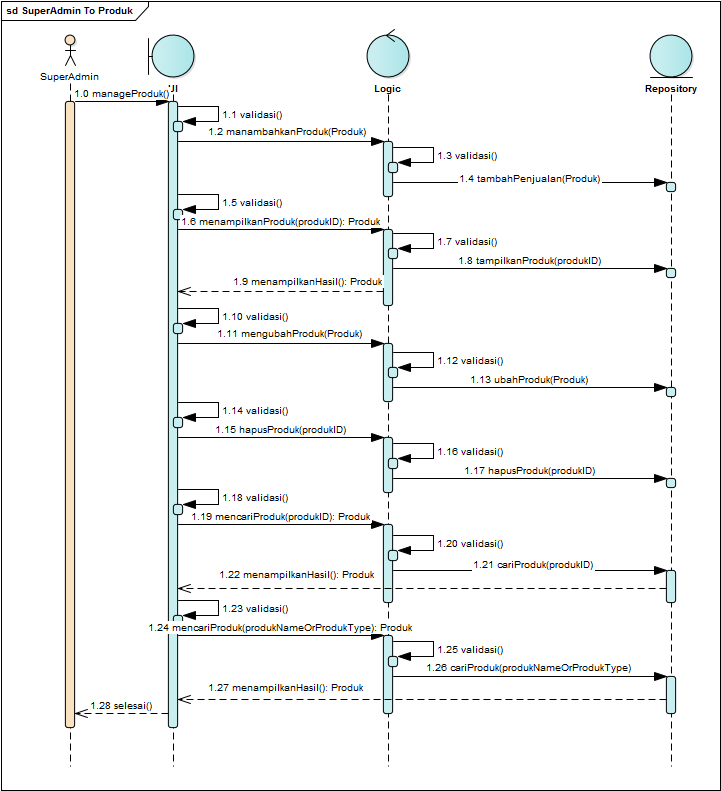 sd SuperAdmin To Produk
SuperAdmin
UI
Logic
Repository
1.0 manageProduk()
1.1 validasi()
1.2 manambahkanProduk(Produk)
1.3 validasi()
1.4 tambahPenjualan(Produk)
1.5 validasi()
1.6 menampilkanProduk(produkID): Produk
1.7 validasi()
1.8 tampilkanProduk(produkID)
1.9 menampilkanHasil(): Produk
1.10 validasi()
1.11 mengubahProduk(Produk)
1.12 validasi()
1.13 ubahProduk(Produk)
1.14 validasi()
1.15 hapusProduk(produkID)
1.16 validasi()
1.17 hapusProduk(produkID)
1.18 validasi()
1.19 mencariProduk(produkID): Produk
1.20 validasi()
1.21 cariProduk(produkID)
1.22 menampilkanHasil(): Produk
1.23 validasi()
1.24 mencariProduk(produkNameOrProdukType): Produk
1.25 validasi()
1.26 cariProduk(produkNameOrProdukType)
1.27 menampilkanHasil(): Produk
1.28 selesai()